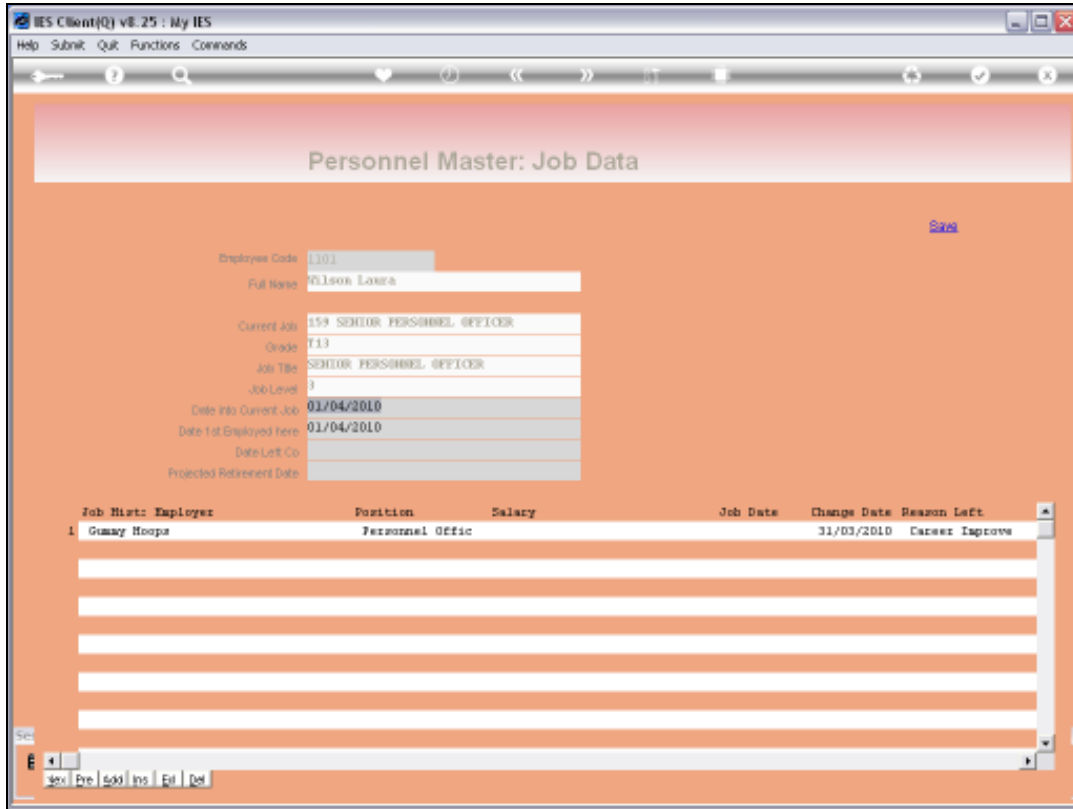 IES Client(Q) v8.25 : My IES
Help Submit Quit Functions Commands
Personnel Master: Job Data
Save
Employee Code 1101
Full Name Wilson Laura
Current Job 159 SENIOR PERSONNEL OFFICER
Grade T13
Job Title SENIOR PERSONNEL OFFICER
Job Level 3
Date into Current Job 01/04/2010
Date 1st Employed here 01/04/2010
Date Left Co
Projected Retirement Date
Job Hist: Employer Position Salary Job Date Change Date Reason Left
1 Gummy Hoops Personnel Offic 31/03/2010 Career Improve
Nex Pre Add Ins Del